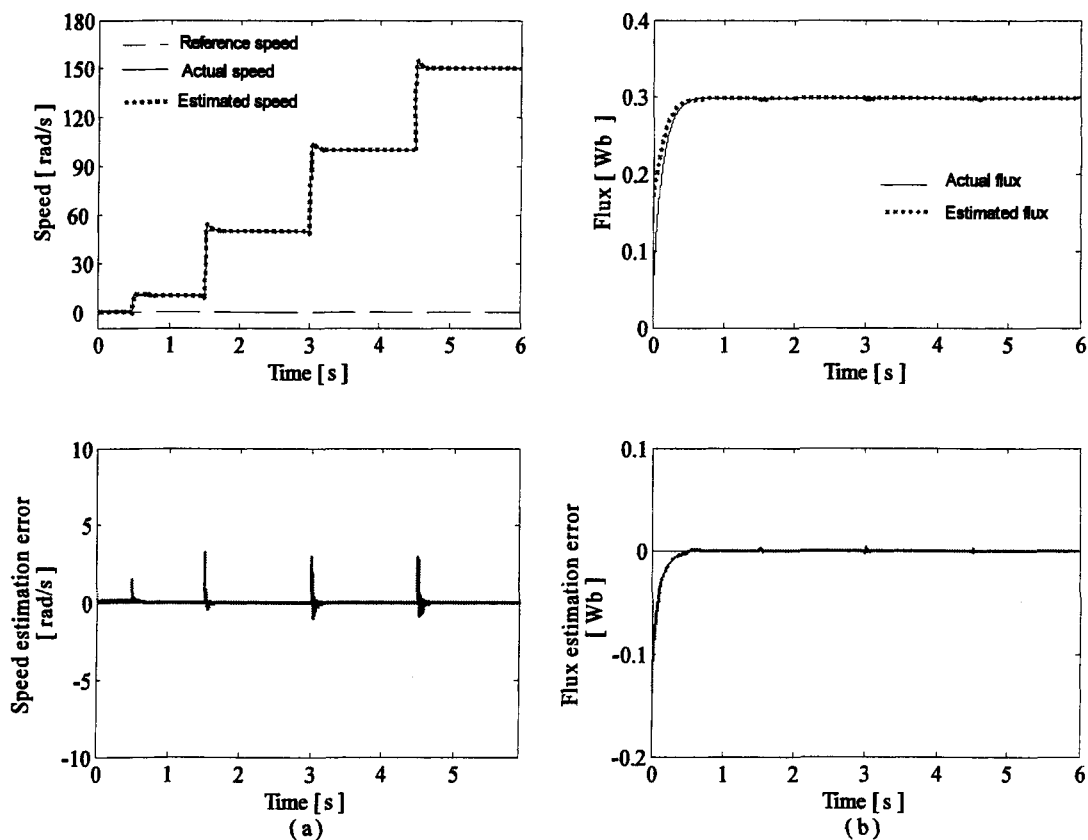 180
150
120
90
60
30
0
Speed [ rad/s ]
Reference speed
Actual speed
Estimated speed
0 1 2 3 4 5 6
Time [ s ]
0.4
0.3
0.2
0.1
0
Flux [ Wb ]
Actual flux
Estimated flux
0 1 2 3 4 5 6
Time [ s ]
10
5
0
-5
-10
Speed estimation error
[ rad/s ]
0 1 2 3 4 5
Time [ s ]
( a )
0.1
0
-0.1
-0.2
Flux estimation error
[ Wb ]
0 1 2 3 4 5 6
Time [ s ]
( b )